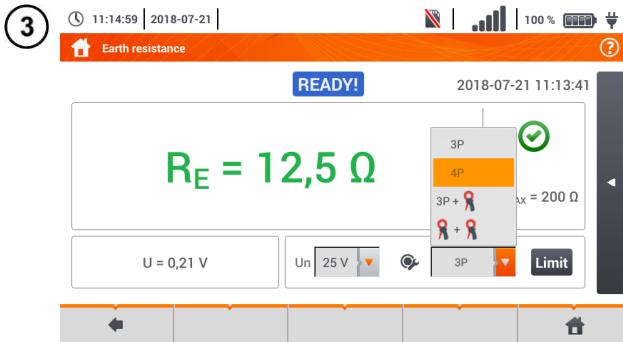 3
11:14:59 2018-07-21 100 %
Earth resistance ?
READY! 2018-07-21 11:13:41
RE = 12,5 Ω
3P
4P
3P +
+
AX = 200 Ω
U = 0,21 V
Un 25 V 3P Limit